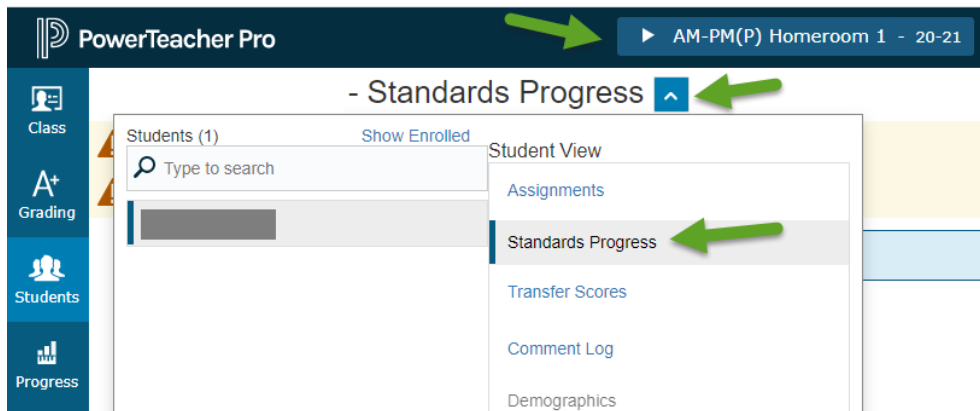 PowerTeacher Pro
AM-PM(P) Homeroom 1 - 20-21
- Standards Progress
Class
Students (1)
Show Enrolled
Type to search
Student View
Assignments
A+
Grading
Standards Progress
Transfer Scores
Students
Comment Log
Progress
Demographics